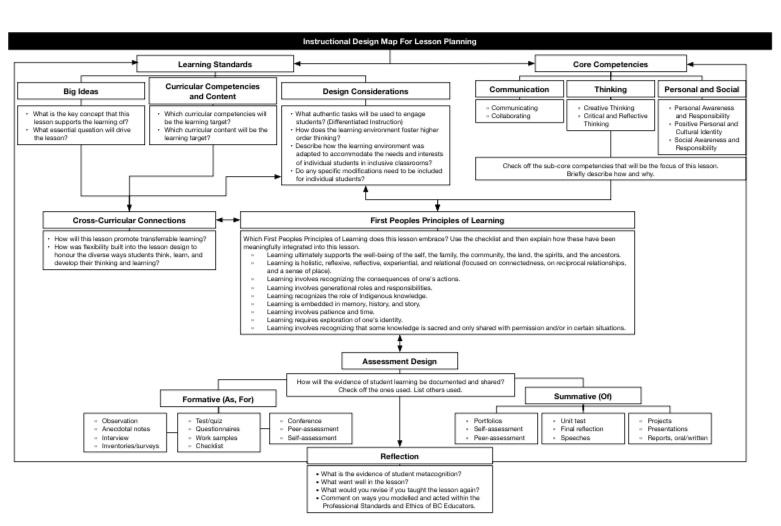 Instructional Design Map For Lesson Planning
Learning Standards
Core Competencies
Big Ideas
Curricular Competencies
and Content
Design Considerations
Communication
Thinking
Personal and Social
• What is the key concept that this
lesson supports the learning of?
• What essential question will drive
the lesson?
• Which curricular competencies will
be the learning target?
• Which curricular content will be the
learning target?
• What authentic tasks will be used to engage
students? (Differentiated Instruction)
• How does the learning environment foster higher
order thinking?
• Describe how the learning environment was
adapted to accommodate the needs and interests
of individual students in inclusive classrooms?
• Do any specific modifications need to be included
for individual students?
Communicating
Collaborating
Creative Thinking
Critical and Reflective
Thinking
Personal Awareness
and Responsibility
Positive Personal and
Cultural Identity
Social Awareness and
Responsibility
Check off the sub-core competencies that will be the focus of this lesson.
Briefly describe how and why.
Cross-Curricular Connections
• How will this lesson promote transferrable learning?
• How was flexibility built into the lesson design to
honour the diverse ways students think, learn, and
develop their thinking and learning?
First Peoples Principles of Learning
Which First Peoples Principles of Learning does this lesson embrace? Use the checklist and then explain how these have been
meaningfully integrated into this lesson.
Learning ultimately supports the well-being of the self, the family, the community, the land, the spirits, and the ancestors.
Learning is holistic, reflexive, reflective, experiential, and relational (focused on connectedness, on reciprocal relationships,
and a sense of place).
Learning involves recognizing the consequences of one's actions.
Learning involves generational roles and responsibilities.
Learning recognizes the role of Indigenous knowledge.
Learning is embedded in memory, history, and story.
Learning involves patience and time.
Learning requires exploration of one's identity.
Learning involves recognizing that some knowledge is sacred and only shared with permission and/or in certain situations.
Assessment Design
How will the evidence of student learning be documented and shared?
Check off the ones used. List others used.
Formative (As, For)
Summative (Of)
Observation
Anecdotal notes
Interview
Inventories/surveys
Test/quiz
Questionnaires
Work samples
Checklist
Conference
Peer-assessment
Self-assessment
Portfolios
Self-assessment
Peer-assessment
Unit test
Final reflection
Speeches
Projects
Presentations
Reports, oral/written
Reflection
• What is the evidence of student metacognition?
• What went well in the lesson?
• What would you revise if you taught the lesson again?
• Comment on ways you modelled and acted within the
Professional Standards and Ethics of BC Educators.